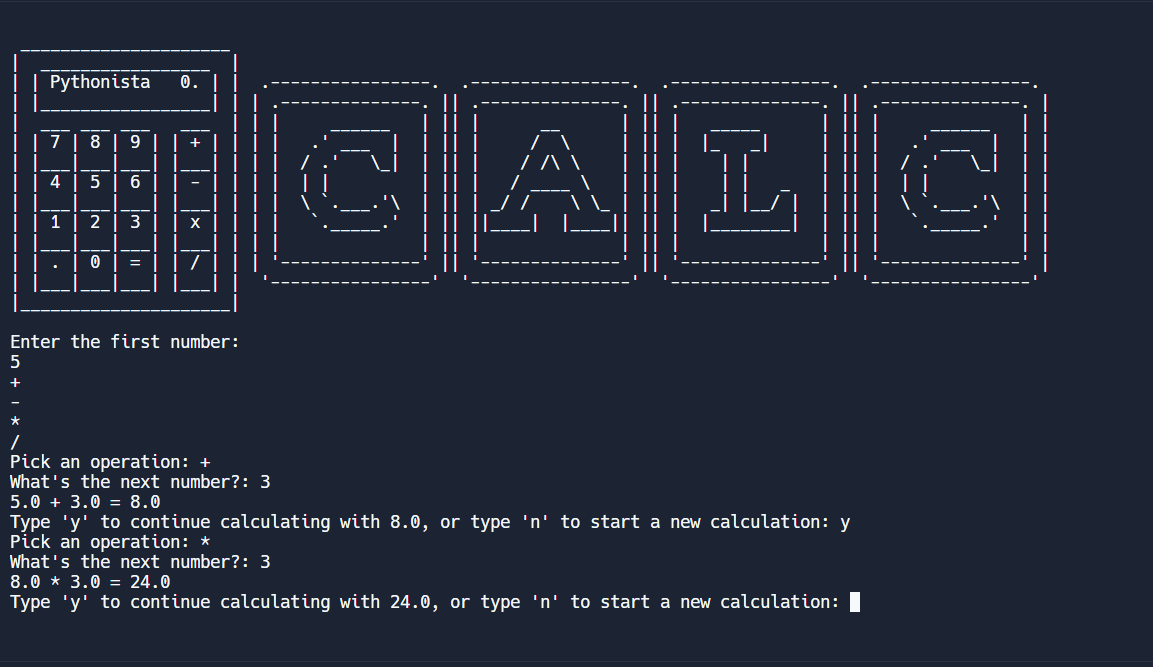 Pythonista 0.
7 8 9 +
4 5 6 -
1 2 3 x
. 0 = /
CALC
Enter the first number:
5
+
-
*
/
Pick an operation: +
What's the next number?: 3
5.0 + 3.0 = 8.0
Type 'y' to continue calculating with 8.0, or type 'n' to start a new calculation: y
Pick an operation: *
What's the next number?: 3
8.0 * 3.0 = 24.0
Type 'y' to continue calculating with 24.0, or type 'n' to start a new calculation: